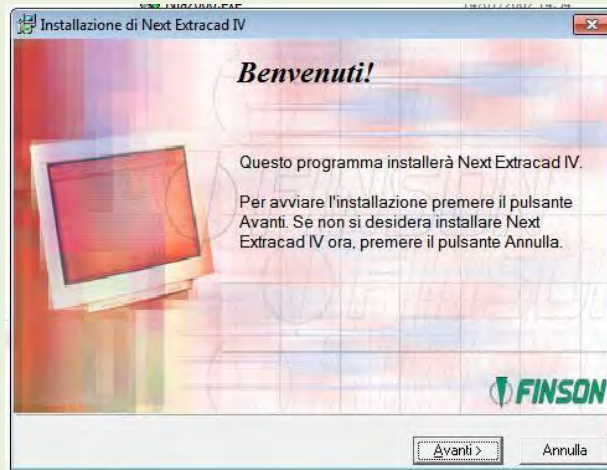 Installazione di Next Extracad IV
Benvenuti!
Questo programma installerà Next Extracad IV.
Per avviare l'installazione premere il pulsante
Avanti. Se non si desidera installare Next
Extracad IV ora, premere il pulsante Annulla.
FINSON
Avanti >
Annulla